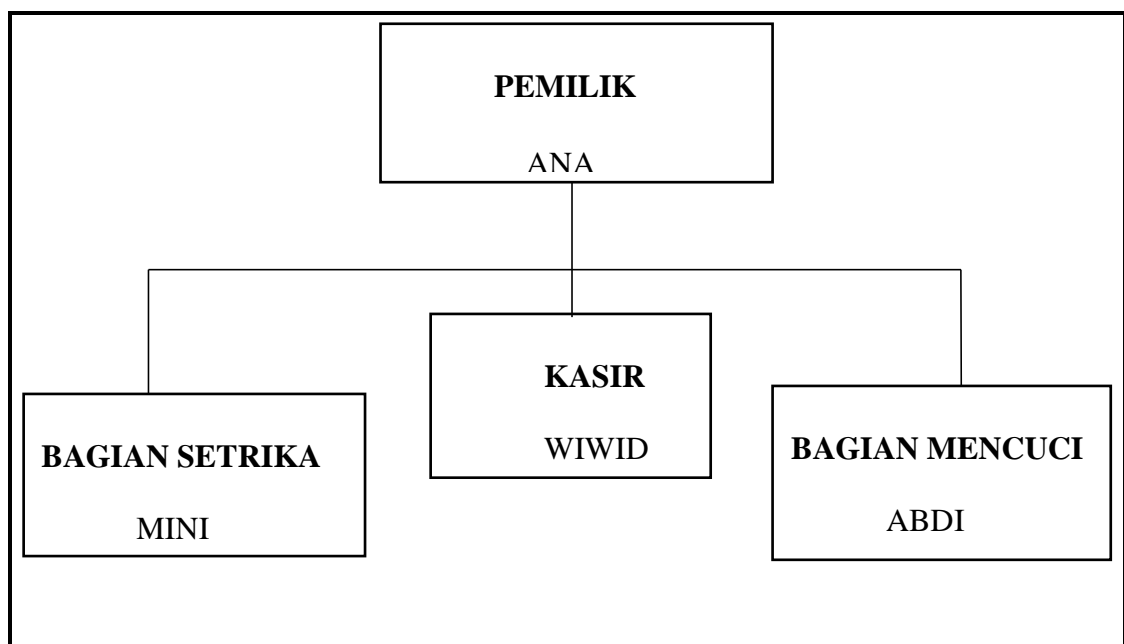 PEMILIK
ANA
KASIR
WIWID
BAGIAN SETRIKA
MINI
BAGIAN MENCUCI
ABDI